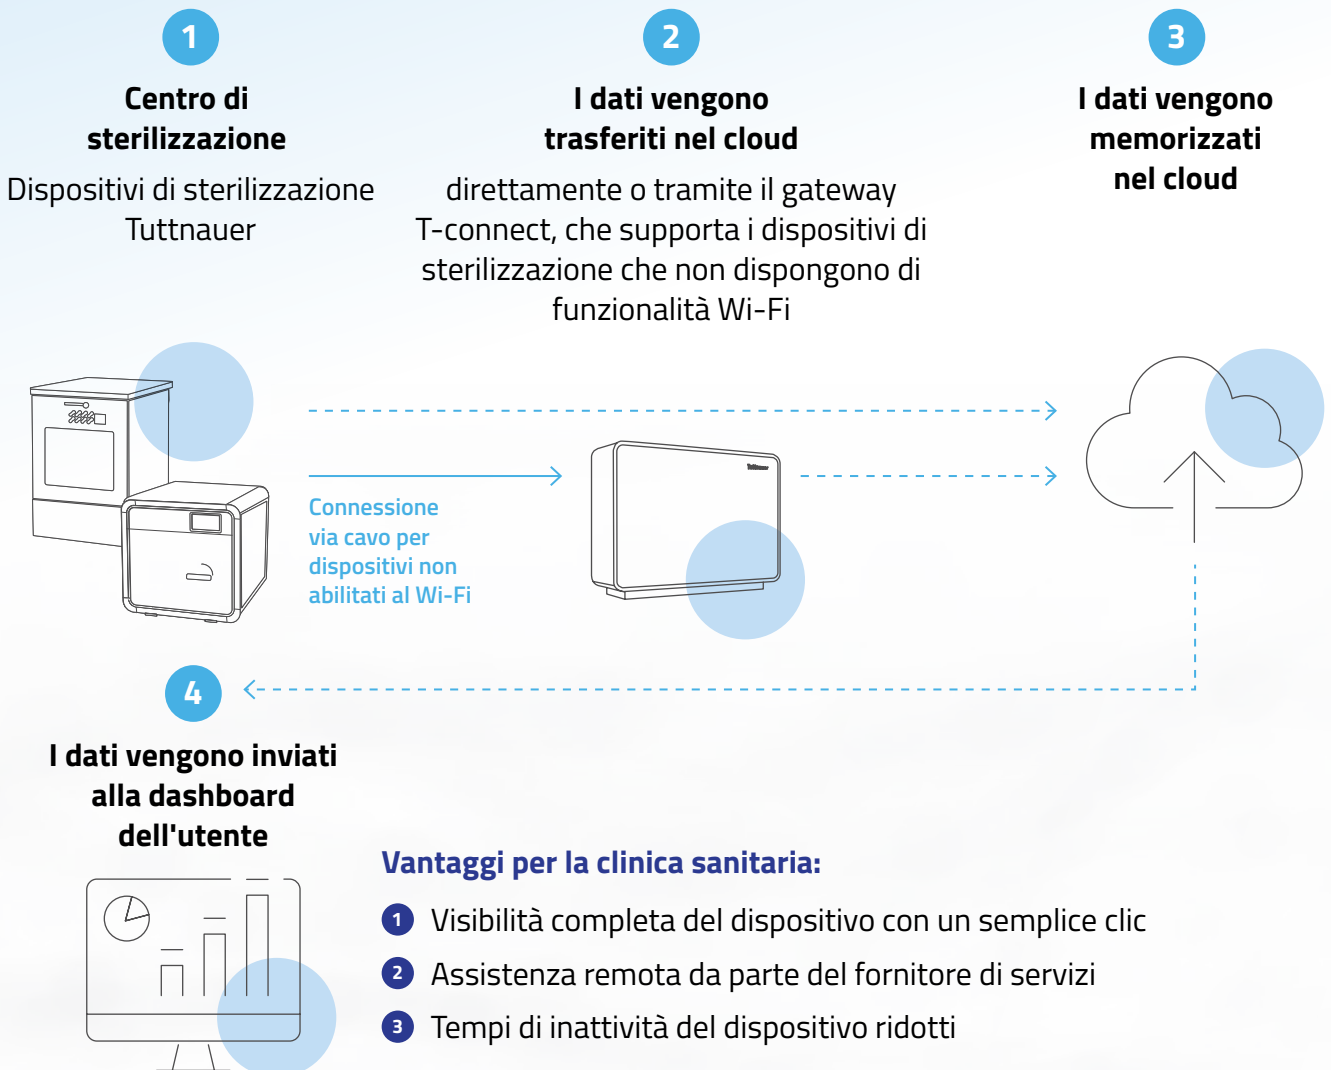 1
Centro di
sterilizzazione
Dispositivi di sterilizzazione
Tuttnauer
2
I dati vengono
trasferiti nel cloud
direttamente o tramite il gateway
T-connect, che supporta i dispositivi di
sterilizzazione che non dispongono di
funzionalità Wi-Fi
3
I dati vengono
memorizzati
nel cloud
Connessione
via cavo per
dispositivi non
abilitati al Wi-Fi
Tuttnauer
4
I dati vengono inviati
alla dashboard
dell'utente
Vantaggi per la clinica sanitaria:
1 Visibilità completa del dispositivo con un semplice clic
2 Assistenza remota da parte del fornitore di servizi
3 Tempi di inattività del dispositivo ridotti